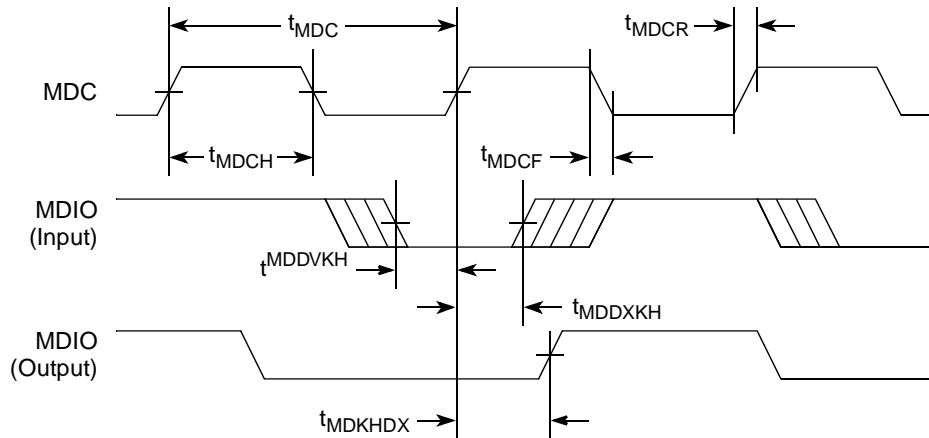 tMDC
tMDCR
MDC
tMDCH
tMDCF
MDIO
(Input)
tMDDVKH
tMDDXKH
MDIO
(Output)
tMDKHDX